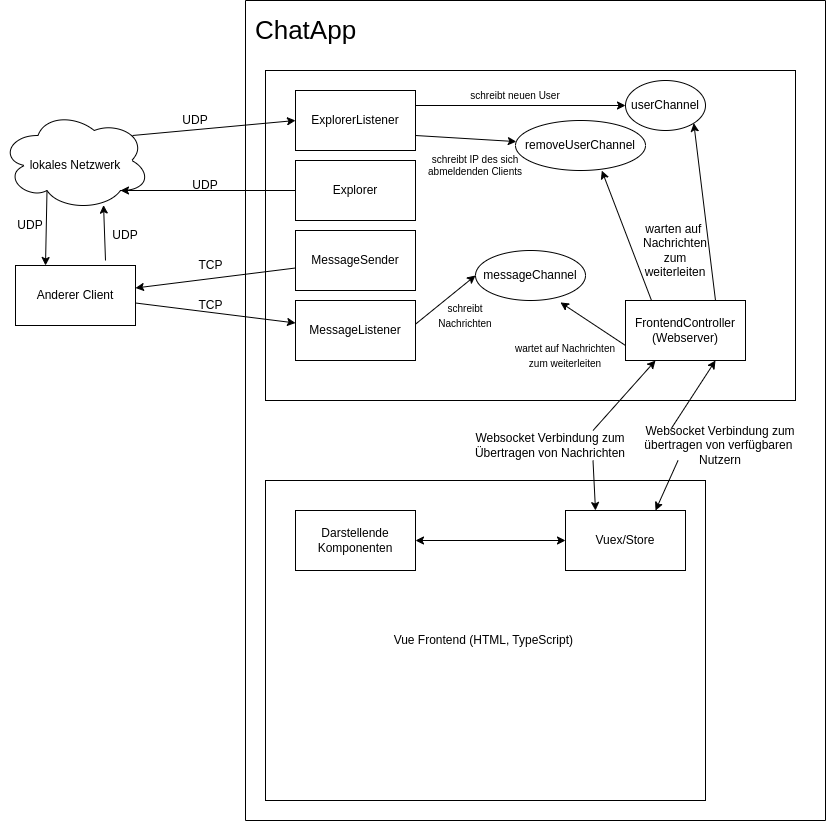 ChatApp
UDP
ExplorerListener
schreibt neuen User
userChannel
lokales Netzwerk
removeUserChannel
schreibt IP des sich
abmeldenden Clients
UDP
Explorer
UDP
UDP
warten auf
Nachrichten
zum
weiterleiten
TCP
MessageSender
messageChannel
Anderer Client
TCP
MessageListener
schreibt
Nachrichten
FrontendController
(Webserver)
wartet auf Nachrichten
zum weiterleiten
Websocket Verbindung zum
Übertragen von Nachrichten
Websocket Verbindung zum
übertragen von verfügbaren
Nutzern
Darstellende
Komponenten
Vuex/Store
Vue Frontend (HTML, TypeScript)